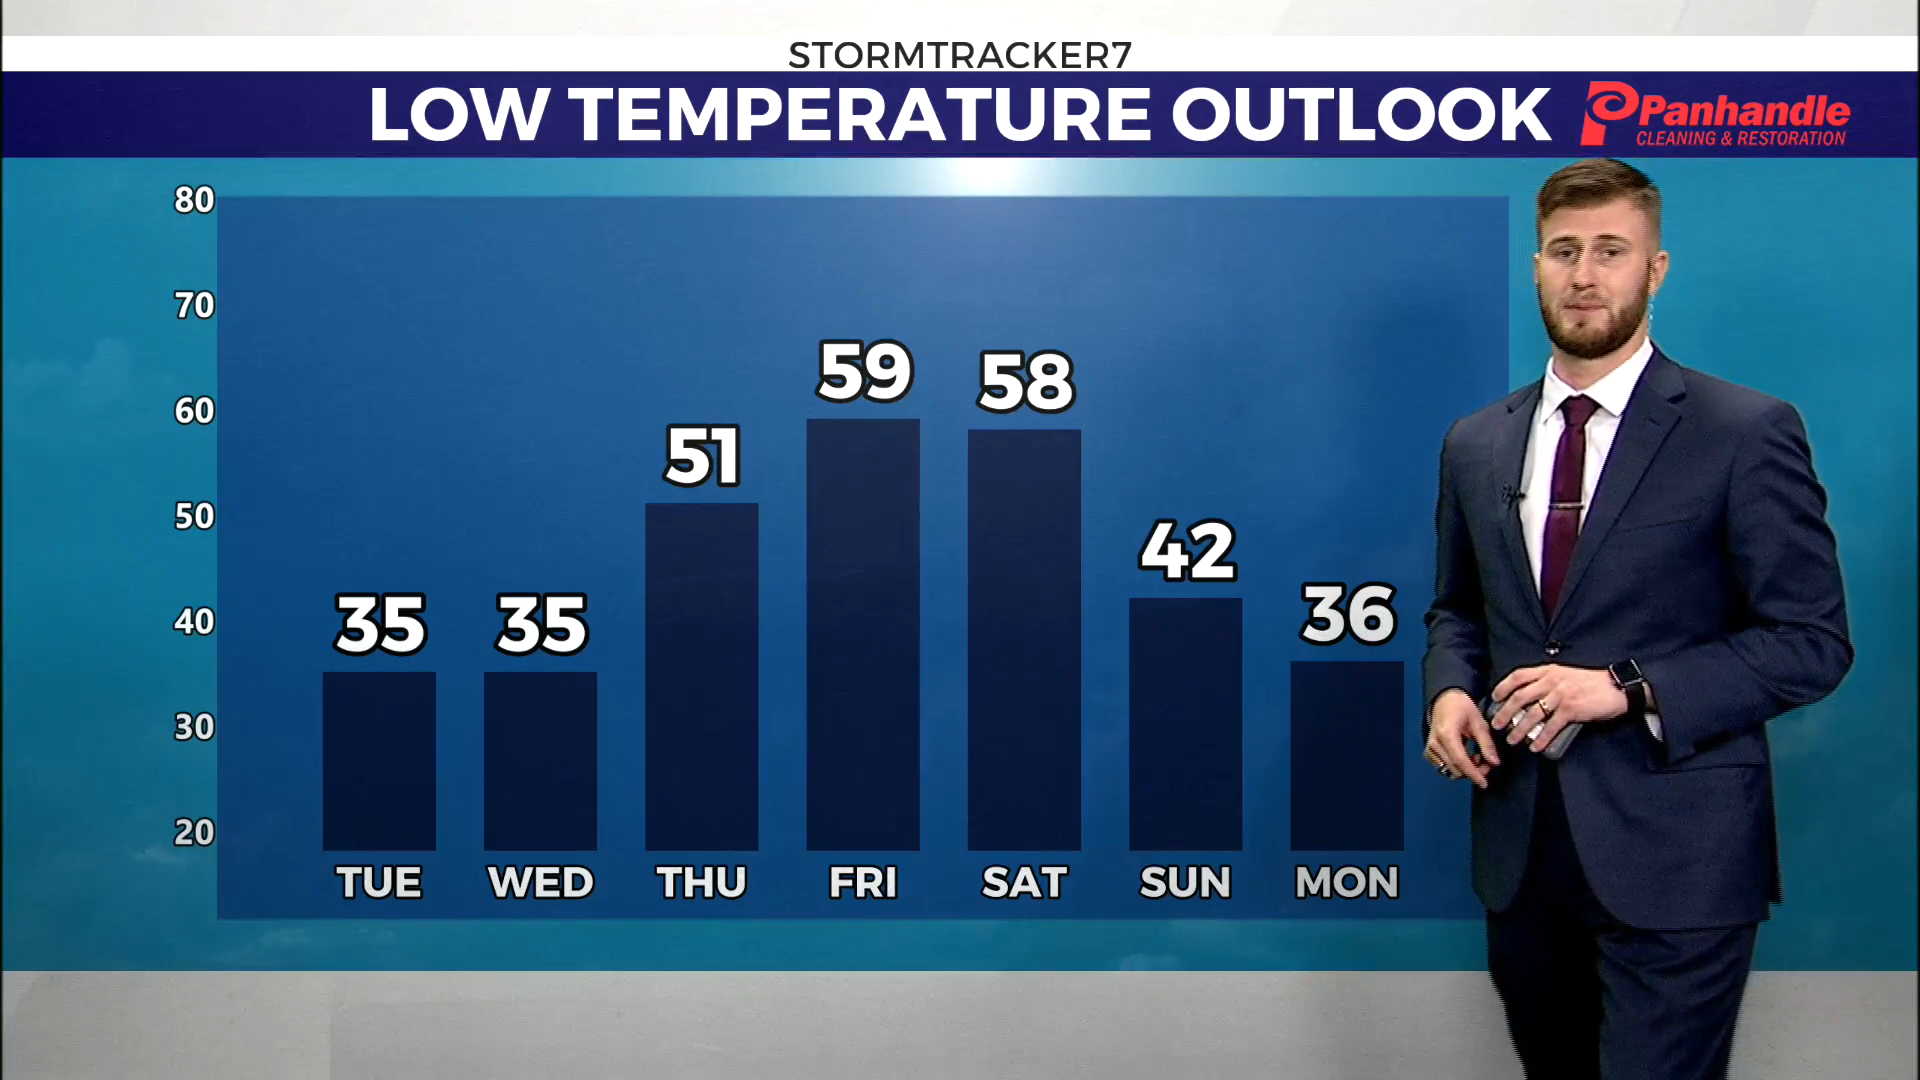 STORMTRACKER7
LOW TEMPERATURE OUTLOOK
Panhandle
CLEANING & RESTORATION
80
70
60
50
40
30
20
35
35
51
59
58
42
36
TUE WED THU FRI SAT SUN MON